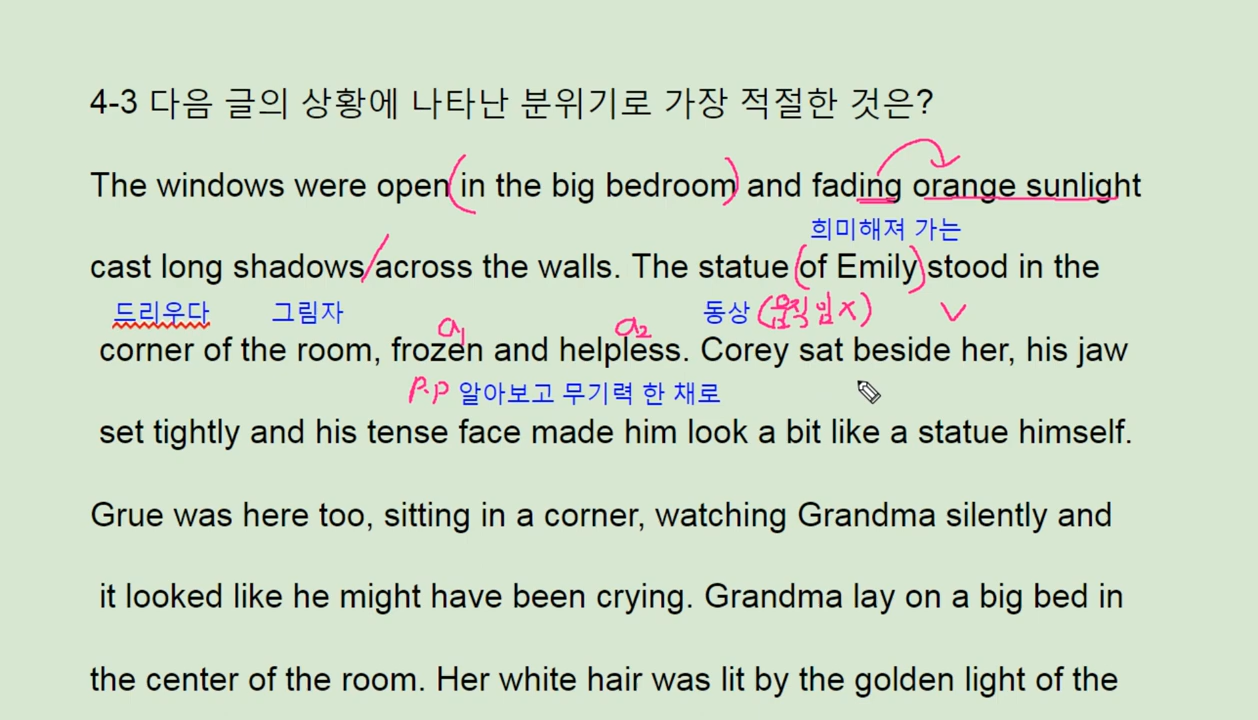 4-3 다음 글의 상황에 나타난 분위기로 가장 적절한 것은?
The windows were open (in the big bedroom) and fading orange sunlight
희미해져 가는
cast long shadows/across the walls. The statue (of Emily) stood in the
드리우다 그림자 동상 (움직임 X) V
a1 a2
corner of the room, frozen and helpless. Corey sat beside her, his jaw
P.P 알아보고 무기력 한 채로
set tightly and his tense face made him look a bit like a statue himself.
Grue was here too, sitting in a corner, watching Grandma silently and
it looked like he might have been crying. Grandma lay on a big bed in
the center of the room. Her white hair was lit by the golden light of the